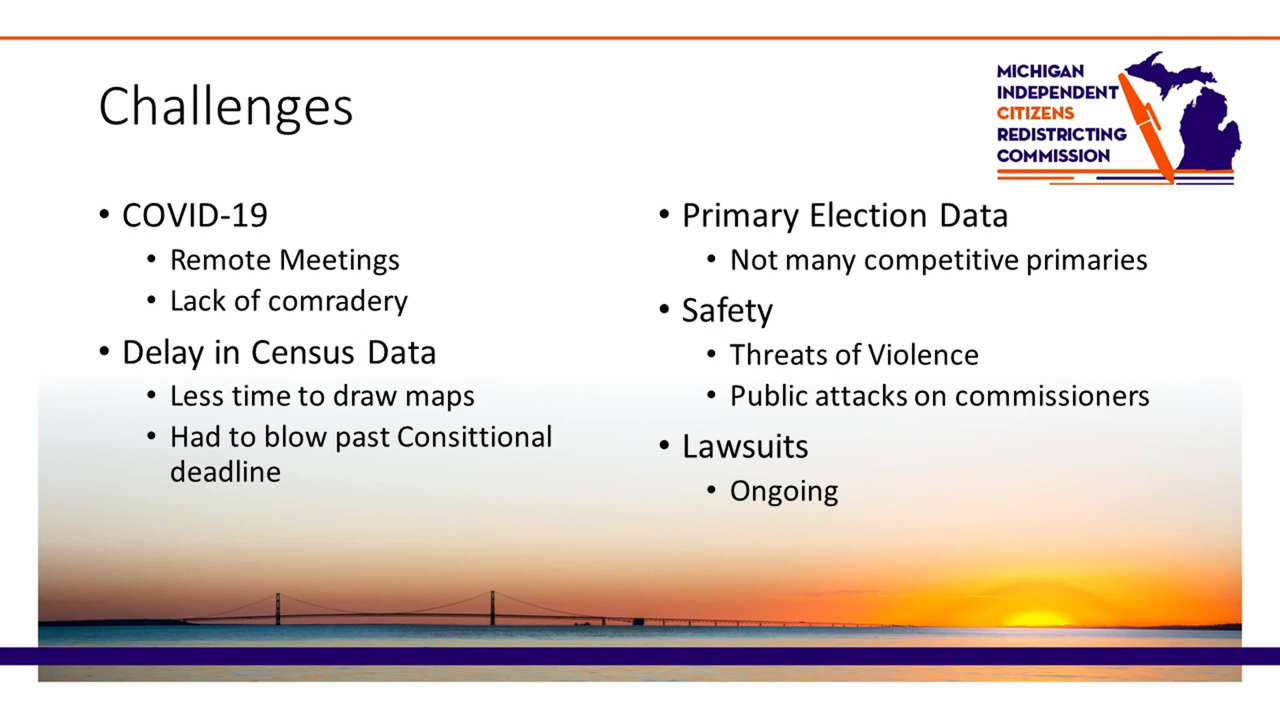 Challenges
MICHIGAN
INDEPENDENT
CITIZENS
REDISTRICTING
COMMISSION
• COVID-19
• Remote Meetings
• Lack of comradery
• Delay in Census Data
• Less time to draw maps
• Had to blow past Consittional
deadline
• Primary Election Data
• Not many competitive primaries
• Safety
• Threats of Violence
• Public attacks on commissioners
• Lawsuits
• Ongoing